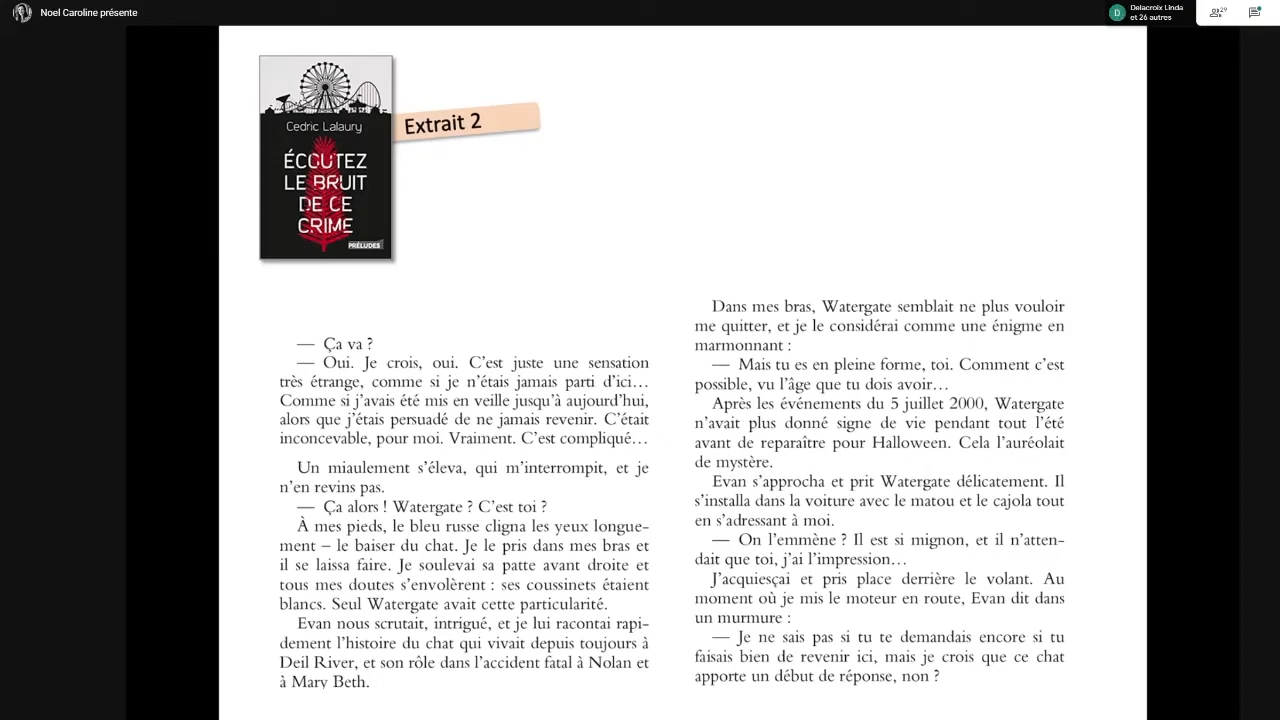 Noel Caroline présente
Delacroix Linda
et 26 autres
D
29
Cedric Lalaury
ÉCOUTEZ
LE BRUIT
DE CE
CRIME
PRÉLUDES
Extrait 2
— Ça va ?
— Oui. Je crois, oui. C’est juste une sensation
très étrange, comme si je n’étais jamais parti d’ici…
Comme si j’avais été mis en veille jusqu’à aujourd’hui,
alors que j’étais persuadé de ne jamais revenir. C’était
inconcevable, pour moi. Vraiment. C’est compliqué…
Un miaulement s’éleva, qui m’interrompit, et je
n’en revins pas.
— Ça alors ! Watergate ? C’est toi ?
À mes pieds, le bleu russe cligna les yeux longue-
ment – le baiser du chat. Je le pris dans mes bras et
il se laissa faire. Je soulevai sa patte avant droite et
tous mes doutes s’envolèrent : ses coussinets étaient
blancs. Seul Watergate avait cette particularité.
Evan nous scrutait, intrigué, et je lui racontai rapi-
dement l’histoire du chat qui vivait depuis toujours à
Deil River, et son rôle dans l’accident fatal à Nolan et
à Mary Beth.
Dans mes bras, Watergate semblait ne plus vouloir
me quitter, et je le considérai comme une énigme en
marmonnant :
— Mais tu es en pleine forme, toi. Comment c’est
possible, vu l’âge que tu dois avoir…
Après les événements du 5 juillet 2000, Watergate
n’avait plus donné signe de vie pendant tout l’été
avant de reparaître pour Halloween. Cela l’auréolait
de mystère.
Evan s’approcha et prit Watergate délicatement. Il
s’installa dans la voiture avec le matou et le cajola tout
en s’adressant à moi.
— On l’emmène ? Il est si mignon, et il n’atten-
dait que toi, j’ai l’impression…
J’acquiesçai et pris place derrière le volant. Au
moment où je mis le moteur en route, Evan dit dans
un murmure :
— Je ne sais pas si tu te demandais encore si tu
faisais bien de revenir ici, mais je crois que ce chat
apporte un début de réponse, non ?